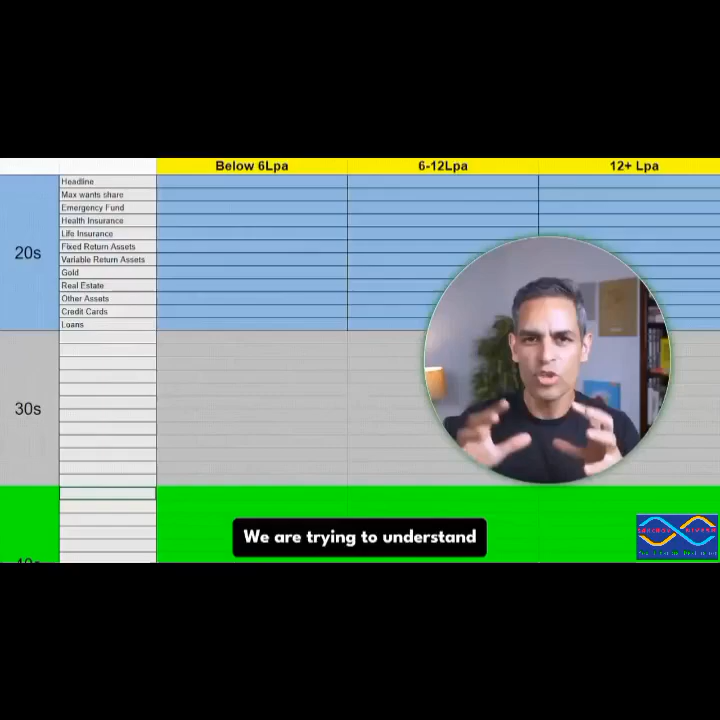 Below 6Lpa 6-12Lpa 12+ Lpa
20s
Headline
Max wants share
Emergency Fund
Health Insurance
Life Insurance
Fixed Return Assets
Variable Return Assets
Gold
Real Estate
Other Assets
Credit Cards
Loans
30s
We are trying to understand